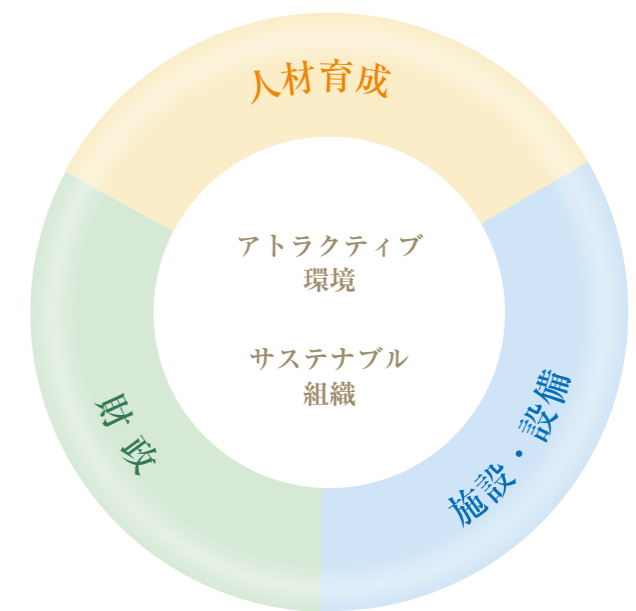 人材育成
アトラクティブ
環境
サステナブル
組織
財政
施設・設備